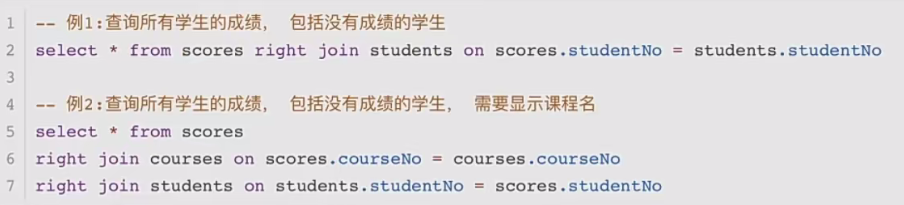 1 -- 例1:查询所有学生的成绩， 包括没有成绩的学生
2 select * from scores right join students on scores.studentNo = students.studentNo
3
4 -- 例2:查询所有学生的成绩， 包括没有成绩的学生， 需要显示课程名
5 select * from scores
6 right join courses on scores.courseNo = courses.courseNo
7 right join students on students.studentNo = scores.studentNo